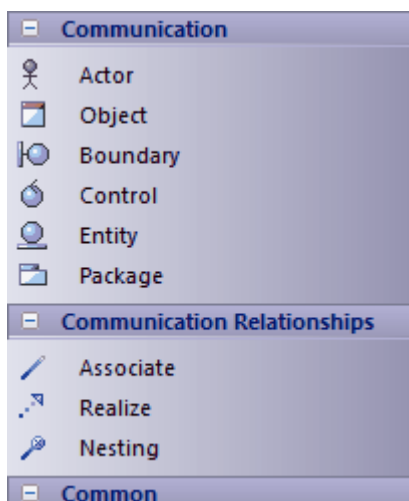 Communication
Actor
Object
Boundary
Control
Entity
Package
Communication Relationships
Associate
Realize
Nesting
Common